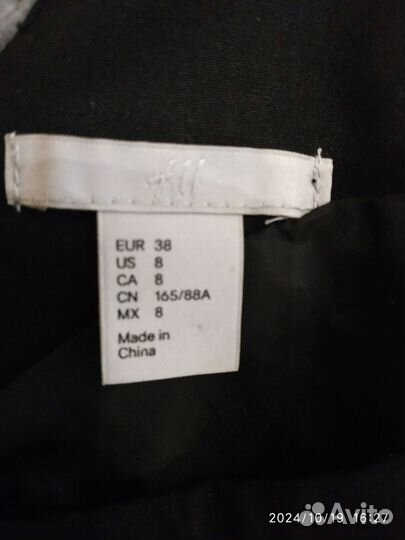 H&M
EUR 38
US 8
CA 8
CN 165/88A
MX 8
Made in
China
2024/10/19 16:27
Avito